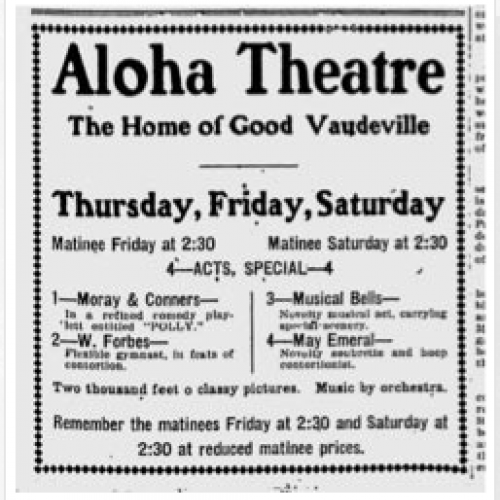 Aloha Theatre
The Home of Good Vaudeville
Thursday, Friday, Saturday
Matinee Friday at 2:30 Matinee Saturday at 2:30
4—ACTS, SPECIAL—4
1—Moray & Conners—
In a refined comedy play-
lett entitled "POLLY."
2—W. Forbes—
Flexible gymnast, in feats of
contortion.
3—Musical Bells—
Novelty musical act, carrying
special scenery.
4—May Emeral—
Novelty soubrette and hoop
contortionist.
Two thousand feet o classy pictures. Music by orchestra.
Remember the matinees Friday at 2:30 and Saturday at
2:30 at reduced matinee prices.